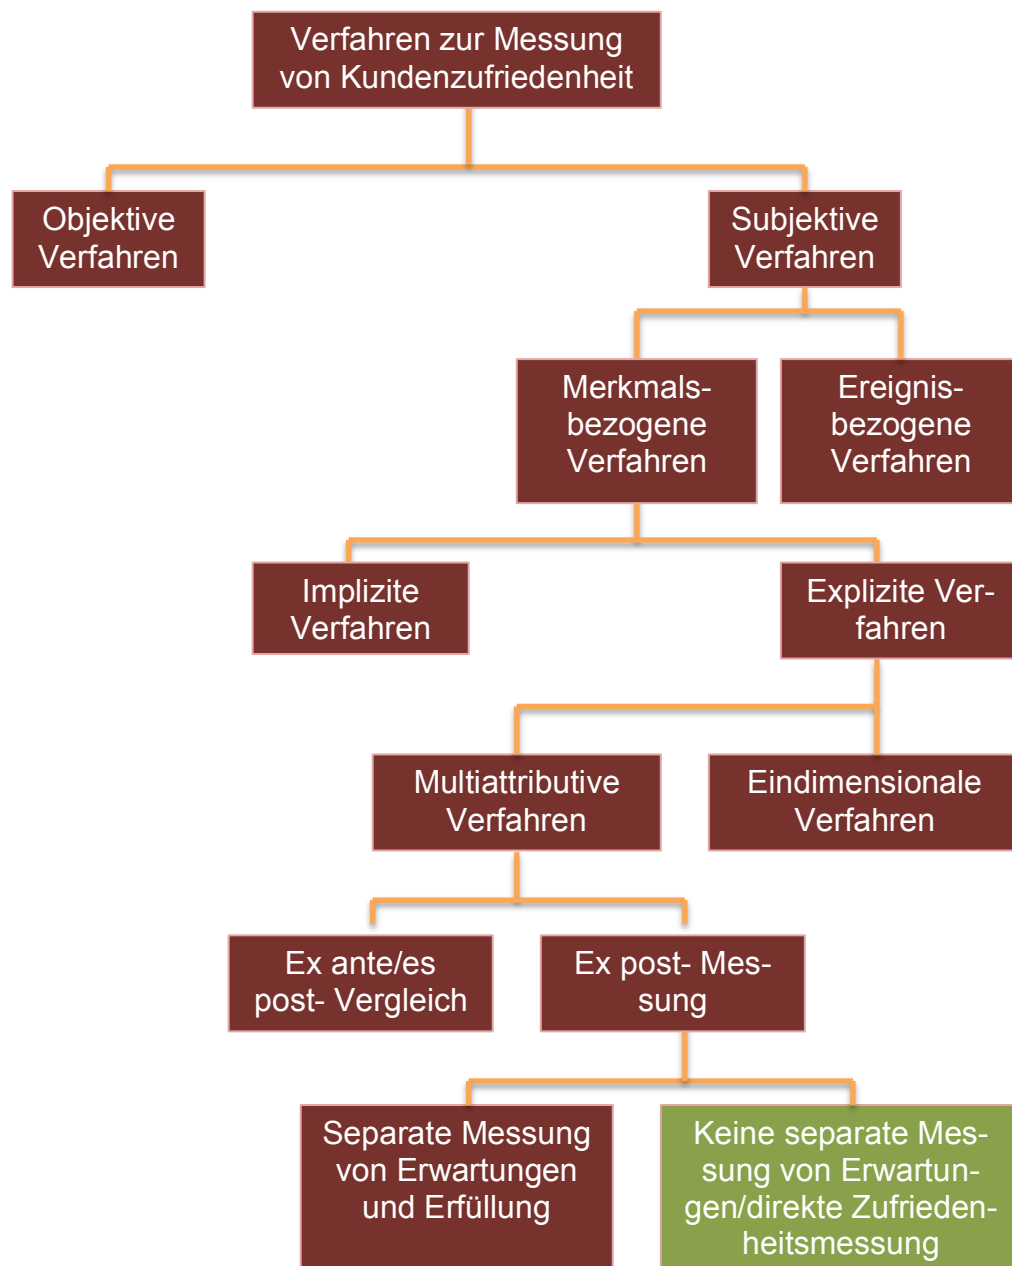 Verfahren zur Messung
von Kundenzufriedenheit
Objektive
Verfahren
Subjektive
Verfahren
Merkmals-
bezogene
Verfahren
Ereignis-
bezogene
Verfahren
Implizite
Verfahren
Explizite Ver-
fahren
Multiattributive
Verfahren
Eindimensionale
Verfahren
Ex ante/es
post- Vergleich
Ex post- Mes-
sung
Separate Messung
von Erwartungen
und Erfüllung
Keine separate Mes-
sung von Erwartun-
gen/direkte Zufrieden-
heitsmessung